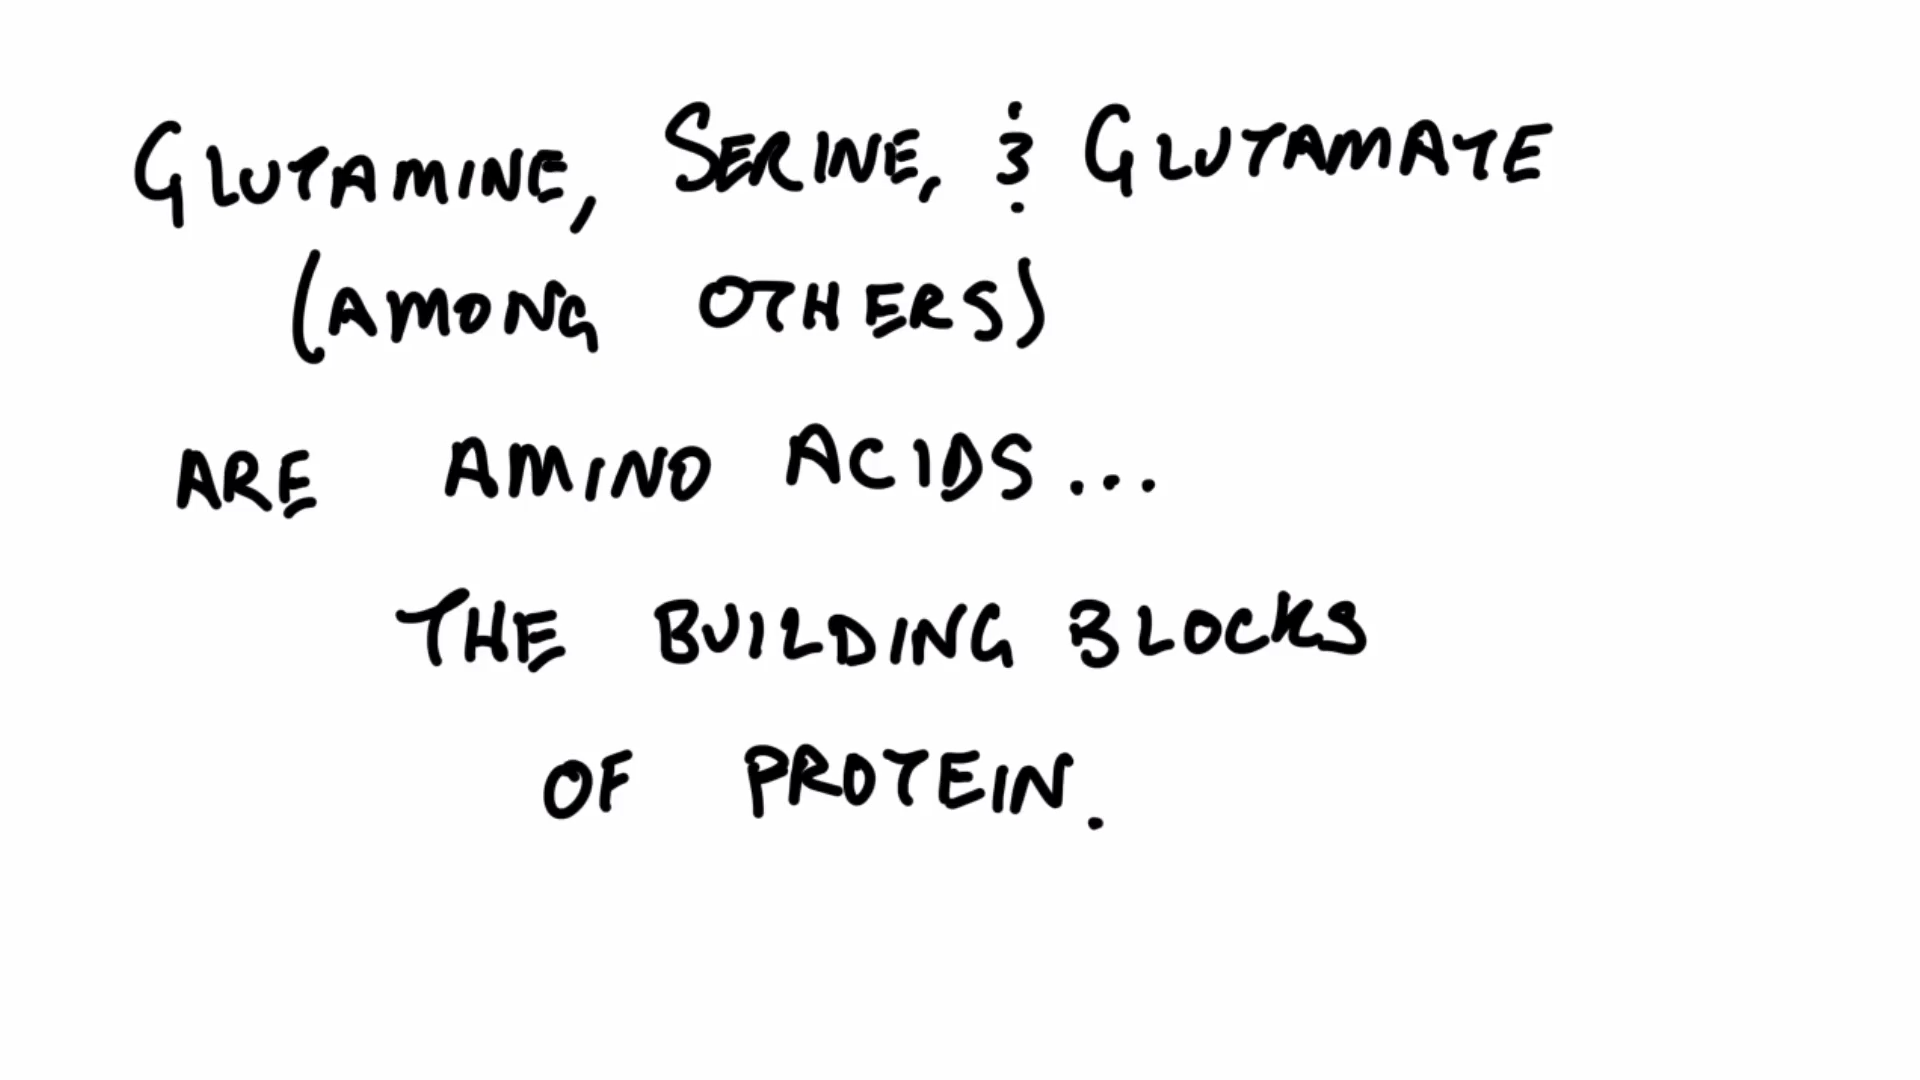 GLUTAMINE, SERINE, & GLUTAMATE
(AMONG OTHERS)
ARE AMINO ACIDS...
THE BUILDING BLOCKS
OF PROTEIN.